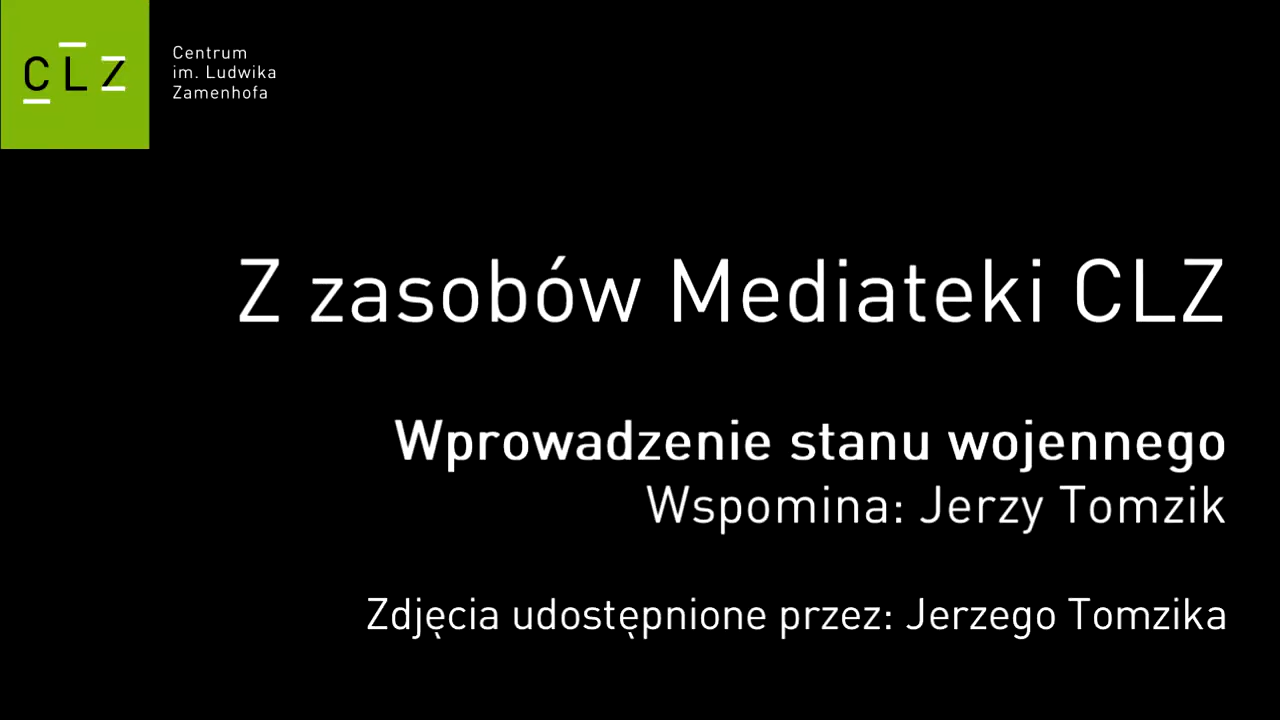 CLZ
Centrum
im. Ludwika
Zamenhofa
Z zasobów Mediateki CLZ
Wprowadzenie stanu wojennego
Wspomina: Jerzy Tomzik
Zdjęcia udostępnione przez: Jerzego Tomzika